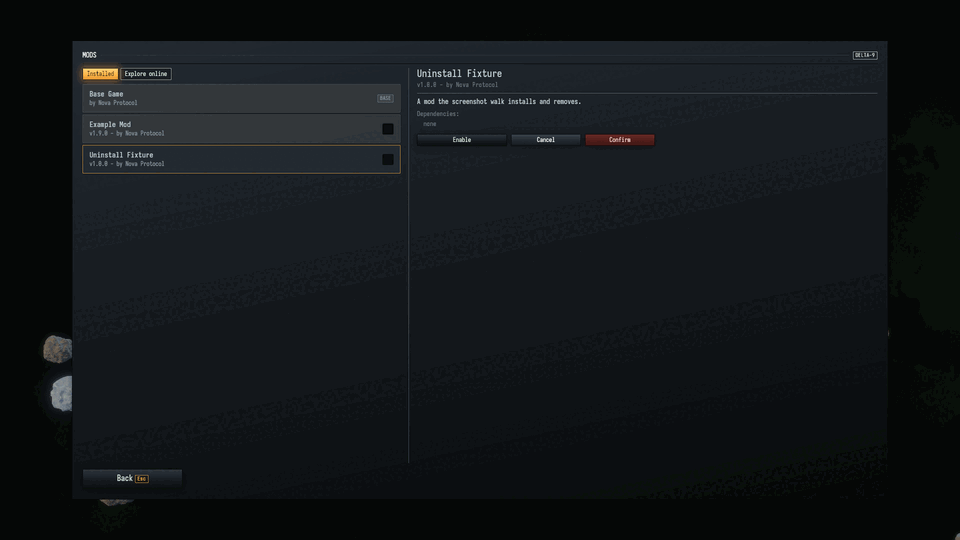 MODS
DELTA-9
Installed
Explore online
Base Game
by Nova Protocol
BASE
Example Mod
v1.9.0 - by Nova Protocol
Uninstall Fixture
v1.0.0 - by Nova Protocol
Uninstall Fixture
v1.0.0 - by Nova Protocol
A mod the screenshot walk installs and removes.
Dependencies:
none
Enable
Cancel
Confirm
Back Esc